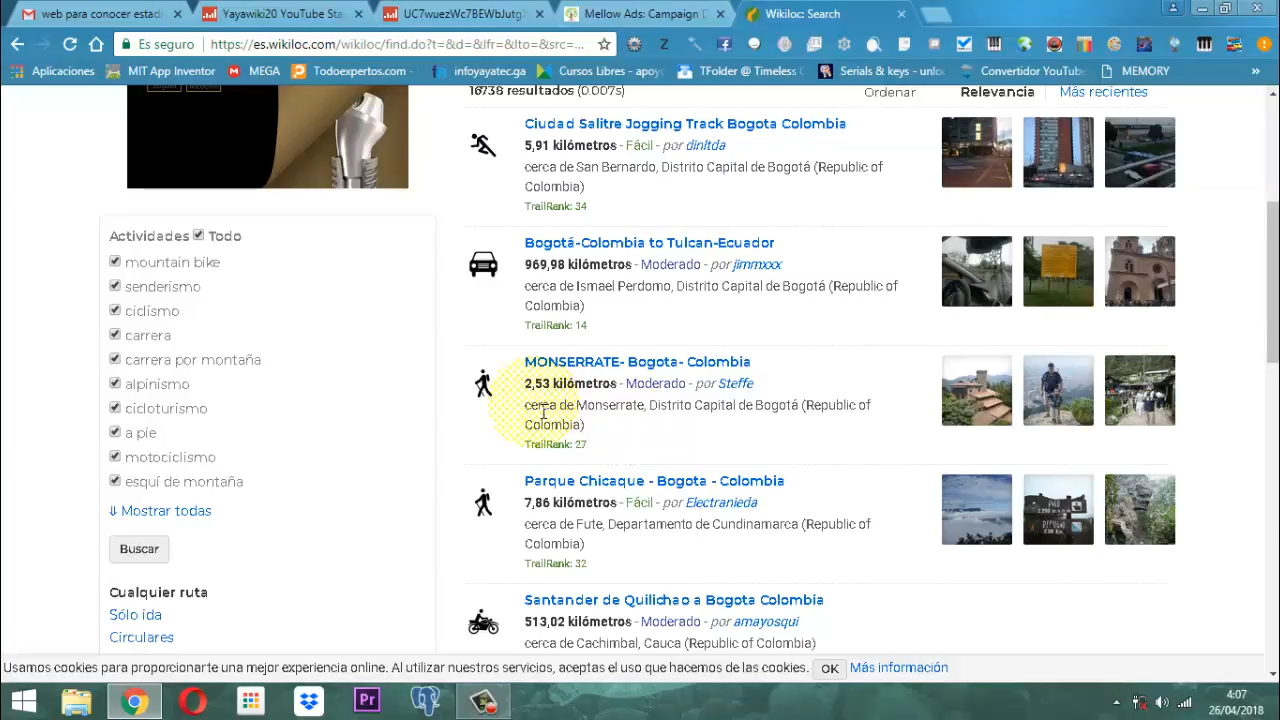 web para conocer estadi
Yayawiki20 YouTube Sta
UC7wuezWc7BEWbJutg
Mellow Ads: Campaign D
Wikiloc: Search
Es seguro
https://es.wikiloc.com/wikiloc/find.do?t=&d=&lfr=&lto=&src=...
Aplicaciones
MIT App Inventor
MEGA
Todoexpertos.com -
infoyayatec.ga
Cursos Libres - apoy
TFolder @ Timeless
Serials & keys - unloc
Convertidor YouTube
MEMORY
»
16738 resultados (0.007s)
Ordenar
Relevancia
Más recientes
Ciudad Salitre Jogging Track Bogota Colombia
5,91 kilómetros - Fácil - por dinltda
cerca de San Bernardo, Distrito Capital de Bogotá (Republic of
Colombia)
TrailRank: 34
Bogotá-Colombia to Tulcan-Ecuador
969,98 kilómetros - Moderado - por jimmxxx
cerca de Ismael Perdomo, Distrito Capital de Bogotá (Republic of
Colombia)
TrailRank: 14
MONSERRATE- Bogota- Colombia
2,53 kilómetros - Moderado - por Steffe
cerca de Monserrate, Distrito Capital de Bogotá (Republic of
Colombia)
TrailRank: 27
Parque Chicaque - Bogota - Colombia
7,86 kilómetros - Fácil - por Electranieda
cerca de Fute, Departamento de Cundinamarca (Republic of
Colombia)
TrailRank: 32
Santander de Quilichao a Bogota Colombia
513,02 kilómetros - Moderado - por amayosqui
cerca de Cachimbal, Cauca (Republic of Colombia)
Actividades Todo
mountain bike
senderismo
ciclismo
carrera
carrera por montaña
alpinismo
cicloturismo
a pie
motociclismo
esquí de montaña
⇓ Mostrar todas
Buscar
Cualquier ruta
Sólo ida
Circulares
Usamos cookies para proporcionarte una mejor experiencia online. Al utilizar nuestros servicios, aceptas el uso que hacemos de las cookies.
OK
Más información
Pr
4:07
26/04/2018